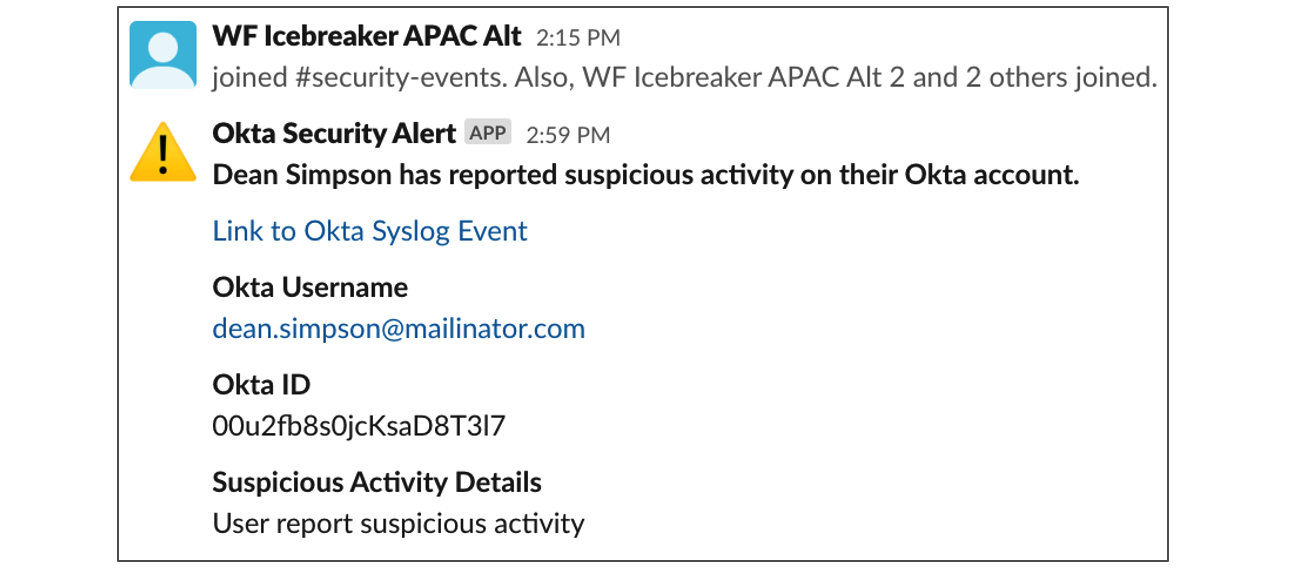 WF Icebreaker APAC Alt 2:15 PM
joined #security-events. Also, WF Icebreaker APAC Alt 2 and 2 others joined.
Okta Security Alert APP 2:59 PM
Dean Simpson has reported suspicious activity on their Okta account.
Link to Okta Syslog Event
Okta Username
dean.simpson@mailinator.com
Okta ID
00u2fb8s0jcKsaD8T3l7
Suspicious Activity Details
User report suspicious activity